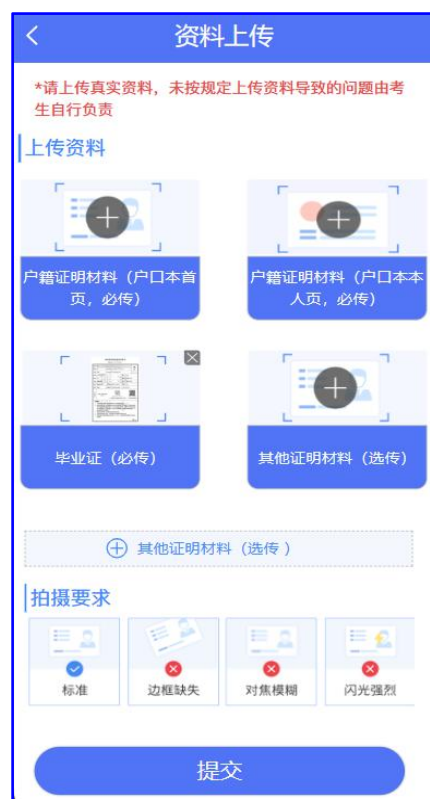 资料上传
*请上传真实资料，未按规定上传资料导致的问题由考
生自行负责
上传资料
户籍证明材料（户口本首
页，必传）
户籍证明材料（户口本本
人页，必传）
毕业证（必传）
其他证明材料（选传）
其他证明材料（选传 ）
拍摄要求
标准
边框缺失
对焦模糊
闪光强烈
提交